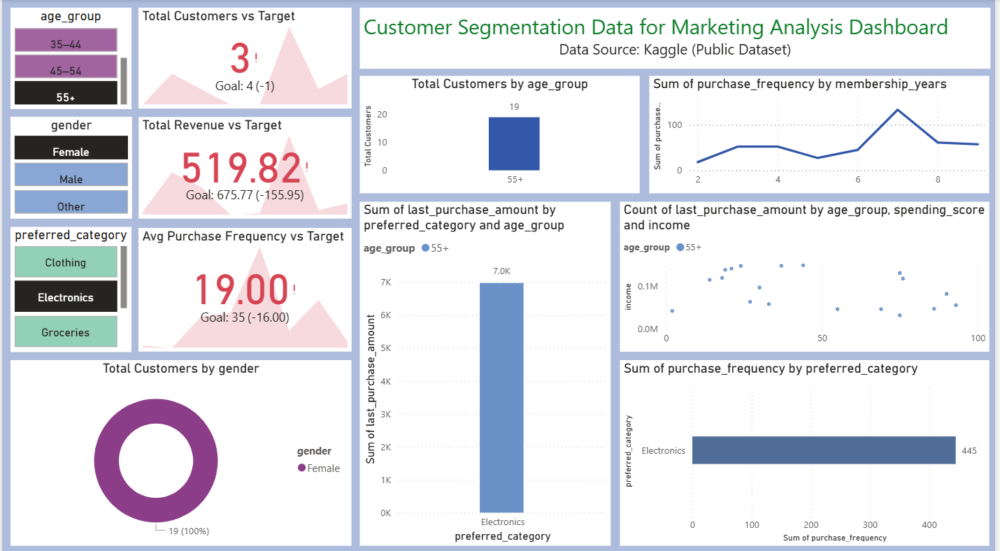 age_group
35–44
45–54
55+
Total Customers vs Target
3!
Goal: 4 (-1)
Customer Segmentation Data for Marketing Analysis Dashboard
Data Source: Kaggle (Public Dataset)
gender
Female
Male
Other
Total Revenue vs Target
519.82!
Goal: 675.77 (-155.95)
Total Customers by age_group
Total Customers
20
10
0
19
55+
Sum of purchase_frequency by membership_years
Sum of purchase...
100
0
2 4 6 8
preferred_category
Clothing
Electronics
Groceries
Avg Purchase Frequency vs Target
19.00!
Goal: 35 (-16.00)
Sum of last_purchase_amount by
preferred_category and age_group
age_group 55+
Sum of last_purchase_amount
7.0K
7K
6K
5K
4K
3K
2K
1K
0K
Electronics
preferred_category
Count of last_purchase_amount by age_group, spending_score
and income
age_group 55+
income
0.1M
0.0M
0 50 100
Total Customers by gender
gender
Female
19 (100%)
Sum of purchase_frequency by preferred_category
preferred_category
Electronics
445
0 100 200 300 400
Sum of purchase_frequency